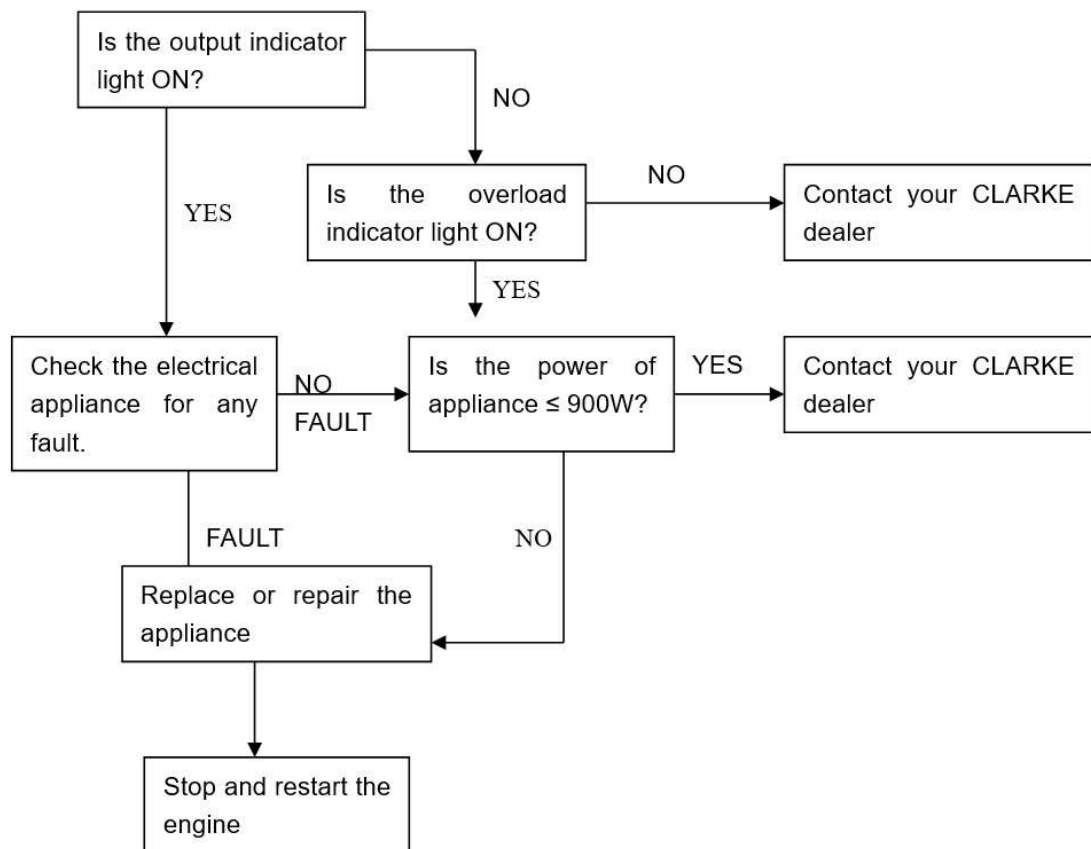 Is the output indicator
light ON?
NO
YES
Is the overload
indicator light ON?
NO
Contact your CLARKE
dealer
YES
Check the electrical
appliance for any
fault.
NO
FAULT
Is the power of
appliance ≤ 900W?
YES
Contact your CLARKE
dealer
FAULT
NO
Replace or repair the
appliance
Stop and restart the
engine